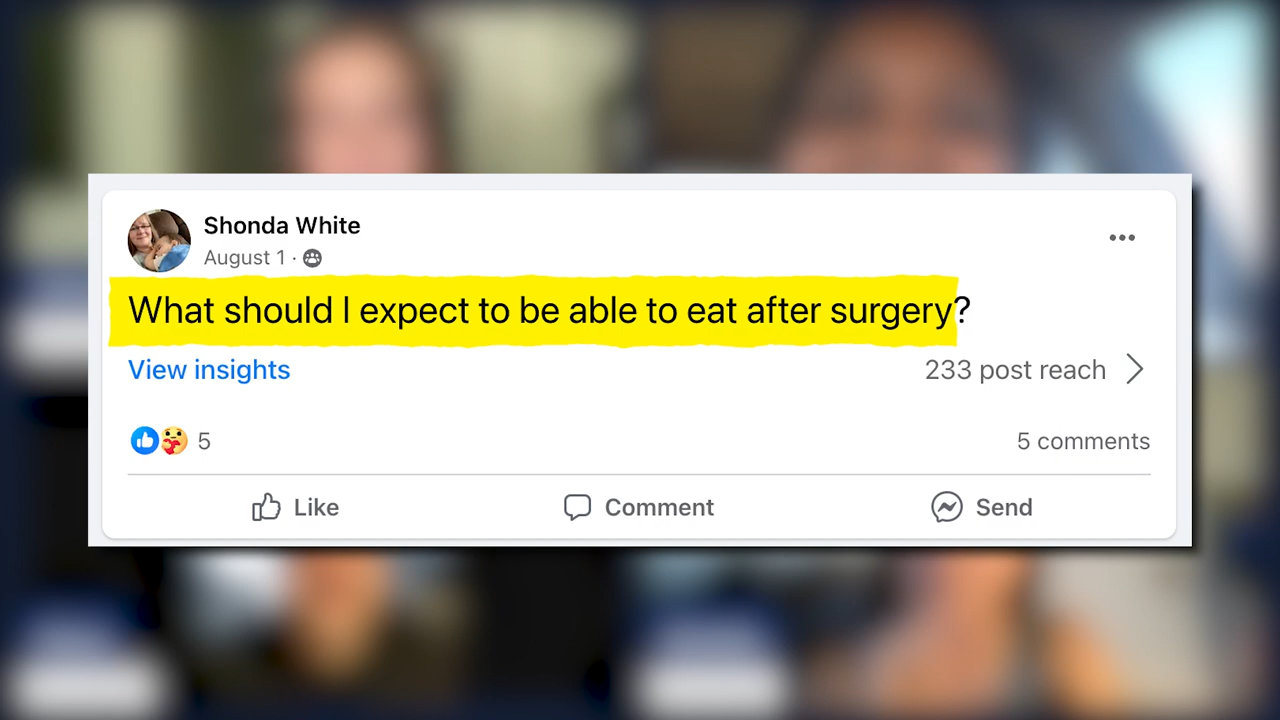 Shonda White
August 1 ·
What should I expect to be able to eat after surgery?
View insights
233 post reach
5
5 comments
Like
Comment
Send